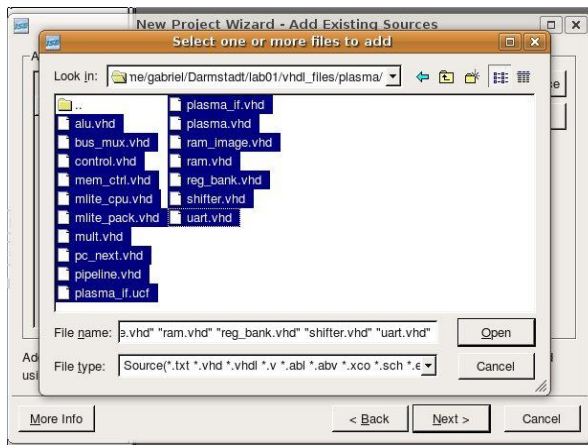 New Project Wizard - Add Existing Sources
Select one or more files to add
Look in: me/gabriel/Darmstadt/lab01/vhdl_files/plasma/
..
alu.vhd
bus_mux.vhd
control.vhd
mem_ctrl.vhd
mlite_cpu.vhd
mlite_pack.vhd
mult.vhd
pc_next.vhd
pipeline.vhd
plasma_if.ucf
plasma_if.vhd
plasma.vhd
ram_image.vhd
ram.vhd
reg_bank.vhd
shifter.vhd
uart.vhd
File name: e.vhd" "ram.vhd" "reg_bank.vhd" "shifter.vhd" "uart.vhd"
Open
File type: Source(*.txt *.vhd *.vhdl *.v *.abl *.abv *.xco *.sch *.e
Cancel
More Info
< Back
Next >
Cancel